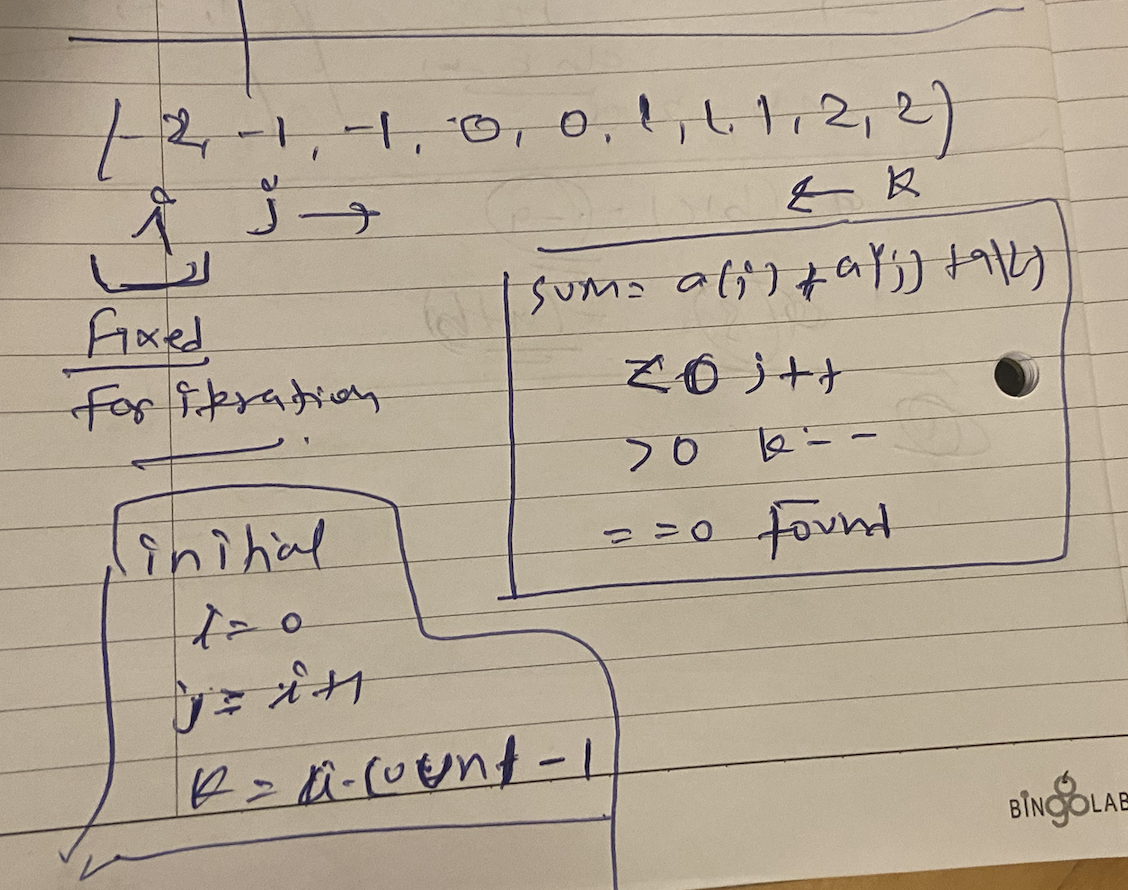 (-2, -1, -1, 0, 0, 1, 1, 1, 2, 2)
i j → ← k
Fixed
For iteration
sum = a(i) + a(j) + a(k)
<0 j++
>0 k--
==0 Found
initial
i = 0
j = i+1
k = a.count - 1
BINGOLAB